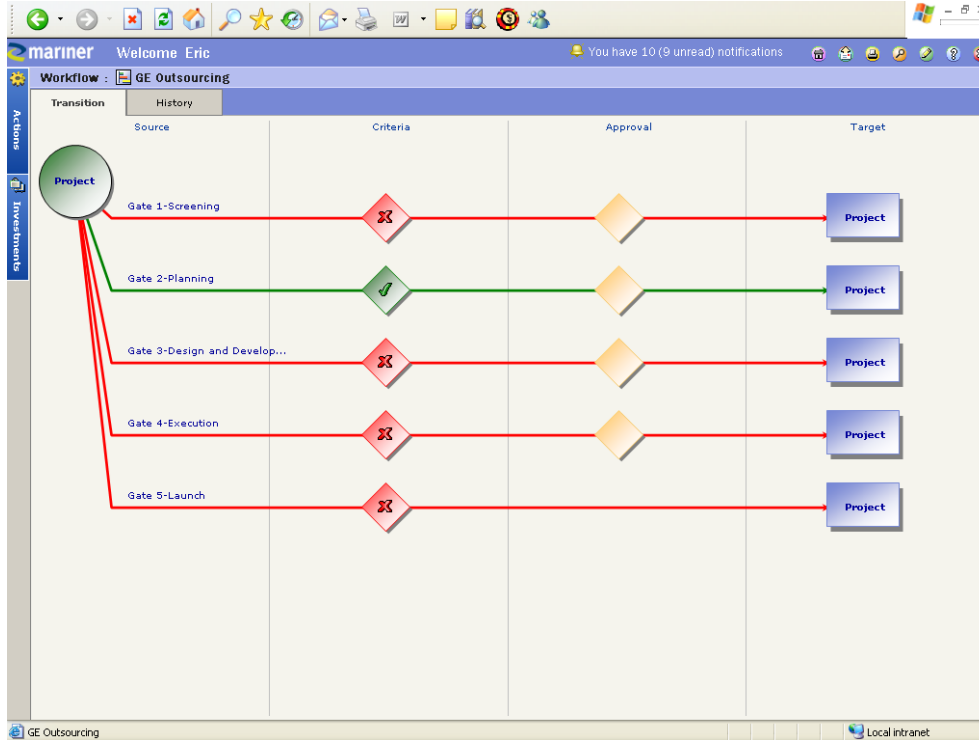 mariner Welcome Eric You have 10 (9 unread) notifications
Workflow : GE Outsourcing
Transition History
Actions
Investments
Source Criteria Approval Target
Project
Gate 1-Screening
Project
Gate 2-Planning
Project
Gate 3-Design and Develop...
Project
Gate 4-Execution
Project
Gate 5-Launch
Project
GE Outsourcing Local intranet